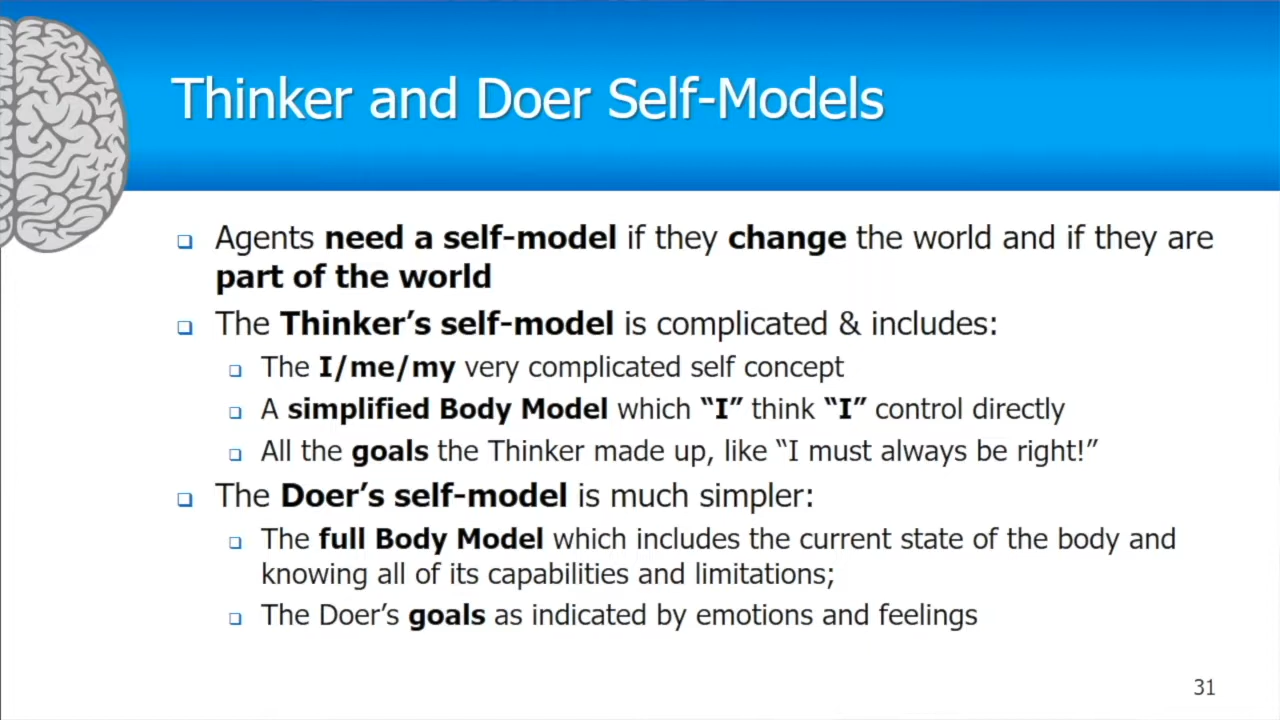 Thinker and Doer Self-Models
❑ Agents need a self-model if they change the world and if they are
part of the world
❑ The Thinker’s self-model is complicated & includes:
❑ The I/me/my very complicated self concept
❑ A simplified Body Model which “I” think “I” control directly
❑ All the goals the Thinker made up, like “I must always be right!”
❑ The Doer’s self-model is much simpler:
❑ The full Body Model which includes the current state of the body and
knowing all of its capabilities and limitations;
❑ The Doer’s goals as indicated by emotions and feelings
31